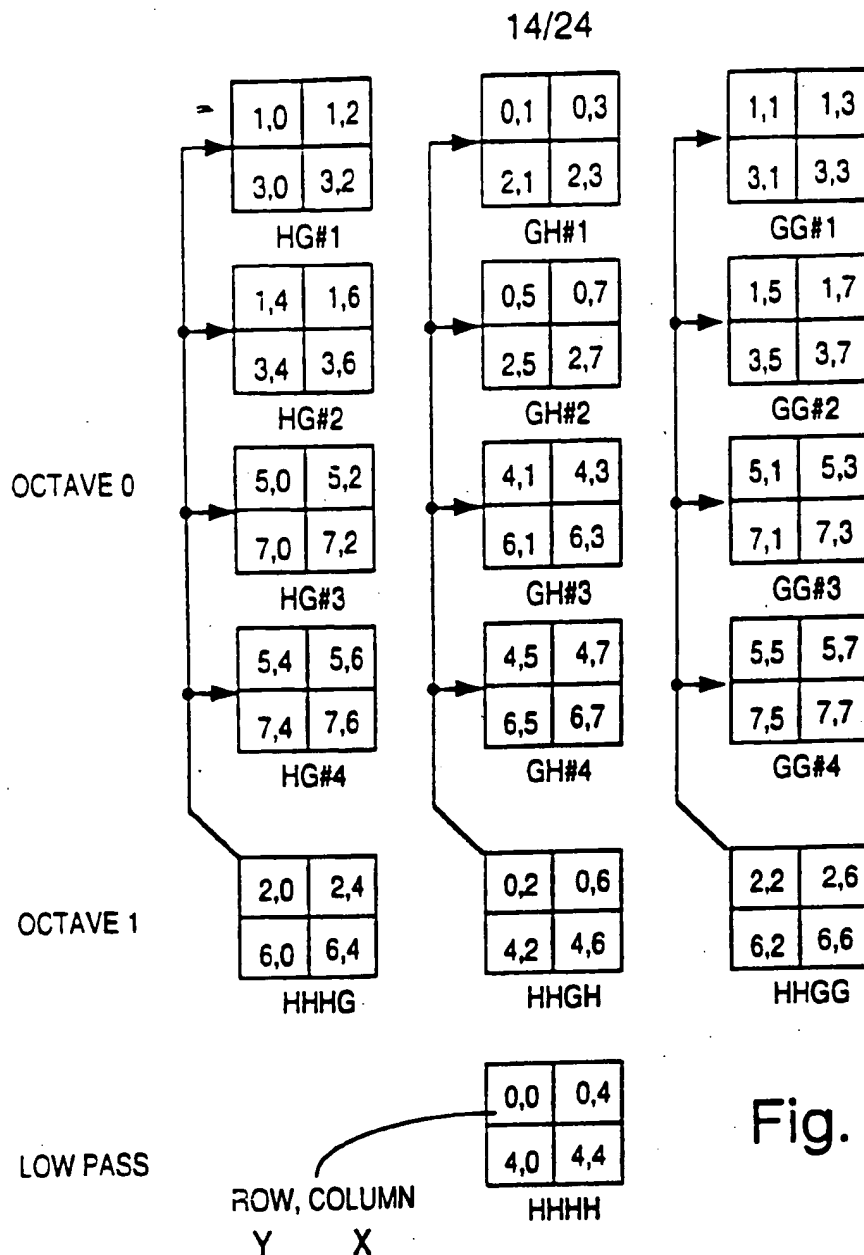 14/24
1,0 1,2 0,1 0,3 1,1 1,3
3,0 3,2 2,1 2,3 3,1 3,3
HG#1 GH#1 GG#1
1,4 1,6 0,5 0,7 1,5 1,7
3,4 3,6 2,5 2,7 3,5 3,7
HG#2 GH#2 GG#2
OCTAVE 0
5,0 5,2 4,1 4,3 5,1 5,3
7,0 7,2 6,1 6,3 7,1 7,3
HG#3 GH#3 GG#3
5,4 5,6 4,5 4,7 5,5 5,7
7,4 7,6 6,5 6,7 7,5 7,7
HG#4 GH#4 GG#4
OCTAVE 1
2,0 2,4 0,2 0,6 2,2 2,6
6,0 6,4 4,2 4,6 6,2 6,6
HHHG HHGH HHGG
0,0 0,4
4,0 4,4
HHHH
Fig.
LOW PASS
ROW, COLUMN
Y X